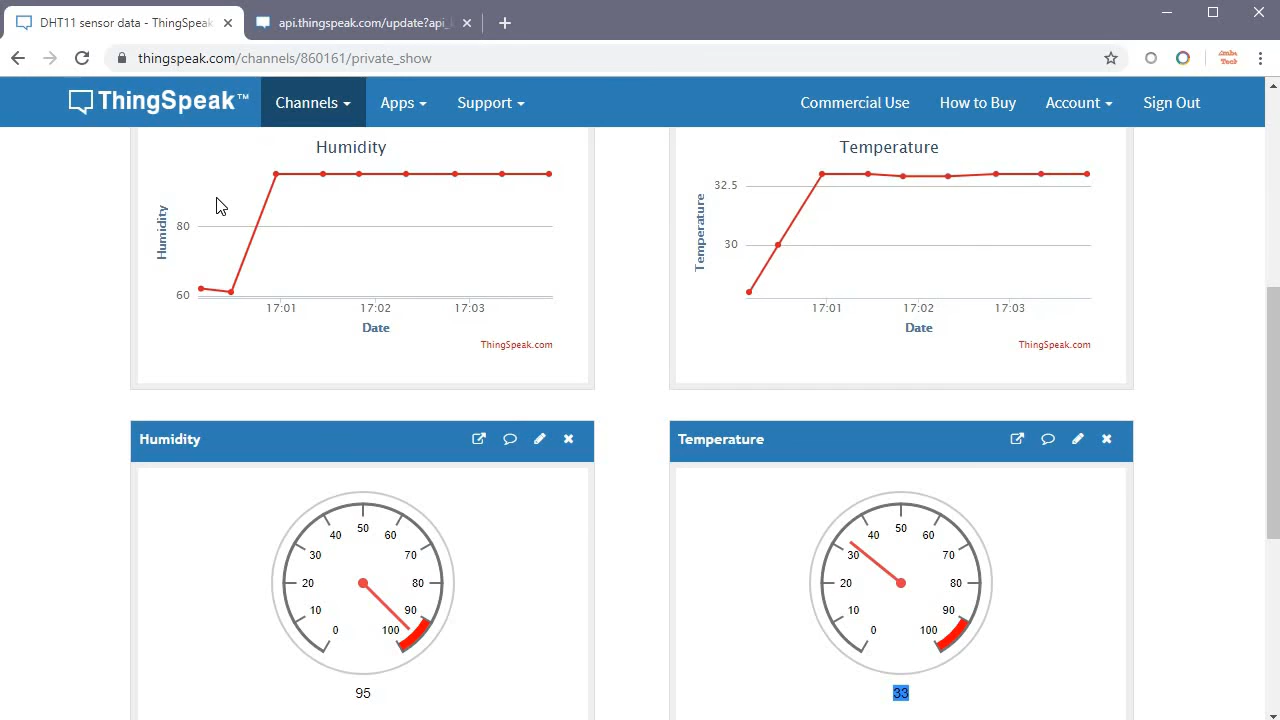 DHT11 sensor data - ThingSpeak
api.thingspeak.com/update?api_
thingspeak.com/channels/860161/private_show
ThingSpeak™ Channels Apps Support Commercial Use How to Buy Account Sign Out
Humidity
Humidity
80
60
17:01 17:02 17:03
Date
ThingSpeak.com
Temperature
Temperature
32.5
30
17:01 17:02 17:03
Date
ThingSpeak.com
Humidity
0 10 20 30 40 50 60 70 80 90 100
95
Temperature
0 10 20 30 40 50 60 70 80 90 100
33